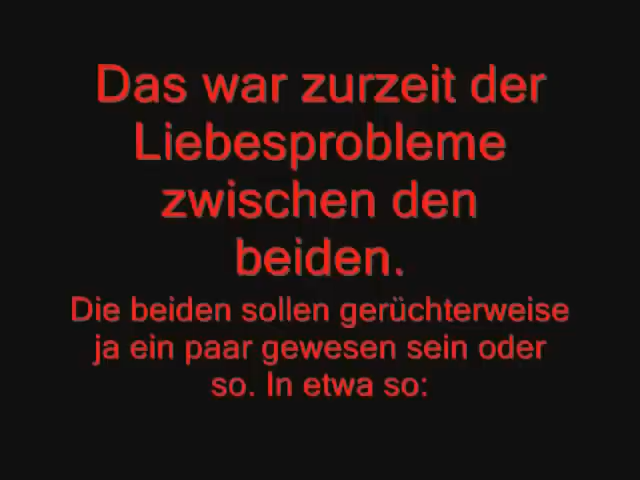 Das war zurzeit der
Liebesprobleme
zwischen den
beiden.
Die beiden sollen gerüchterweise
ja ein paar gewesen sein oder
so. In etwa so: